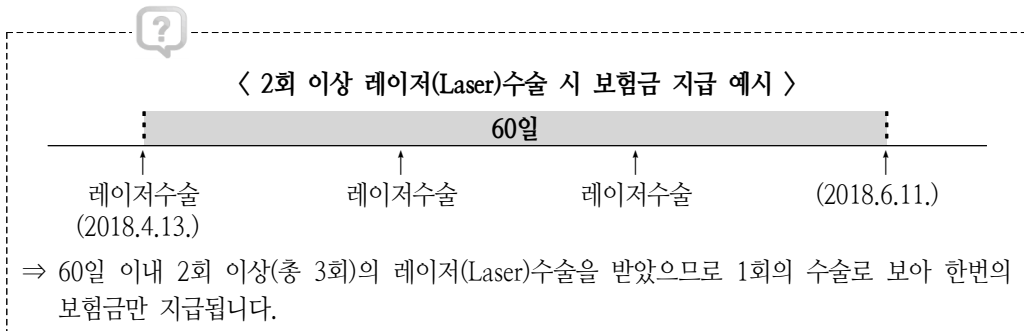 ?
〈 2회 이상 레이저(Laser)수술 시 보험금 지급 예시 〉
60일
레이저수술 레이저수술 레이저수술 (2018.6.11.)
(2018.4.13.)
⇒ 60일 이내 2회 이상(총 3회)의 레이저(Laser)수술을 받았으므로 1회의 수술로 보아 한번의
보험금만 지급됩니다.